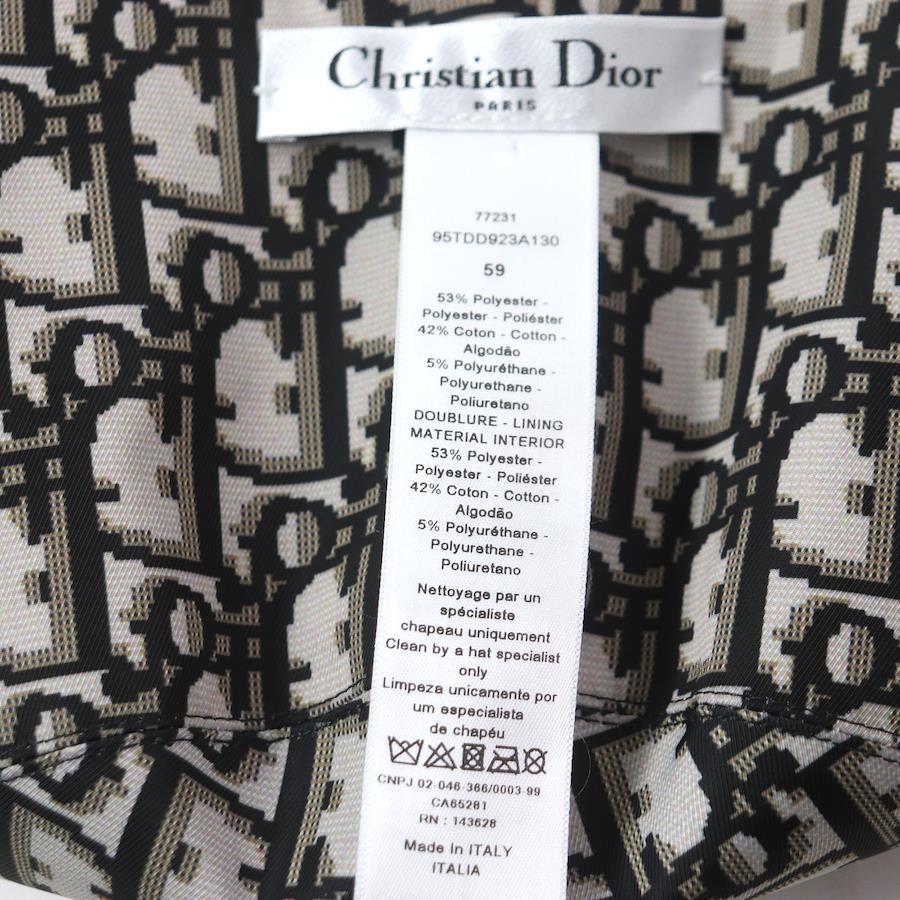 Christian Dior
PARIS
77231
95TDD923A130
59
53% Polyester -
Polyester - Poliéster
42% Coton - Cotton -
Algodão
5% Polyuréthane -
Polyurethane -
Poliuretano
DOUBLURE - LINING
MATERIAL INTERIOR
53% Polyester -
Polyester - Poliéster
42% Coton - Cotton -
Algodão
5% Polyuréthane -
Polyurethane -
Poliuretano
Nettoyage par un
spécialiste
chapeau uniquement
Clean by a hat specialist
only
Limpeza unicamente por
um especialista
de chapéu
CNPJ 02-046-366/0003-99
CA65281
RN : 143628
Made in ITALY
ITALIA